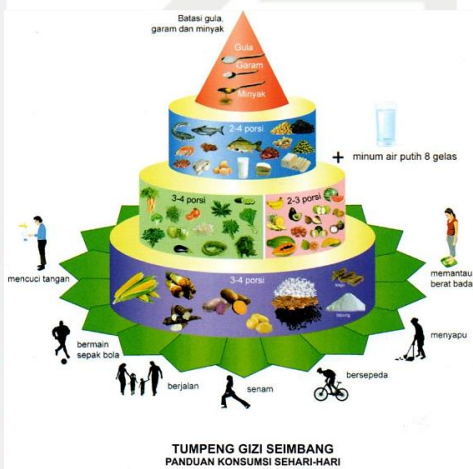 Batasi gula,
garam dan minyak
Gula
Garam
Minyak
2-4 porsi
+ minum air putih 8 gelas
3-4 porsi
2-3 porsi
mencuci tangan
3-4 porsi
Sagu
tepung
memantau
berat bada
bermain
sepak bola
menyapu
berjalan
senam
bersepeda
TUMPENG GIZI SEIMBANG
PANDUAN KONSUMSI SEHARI-HARI